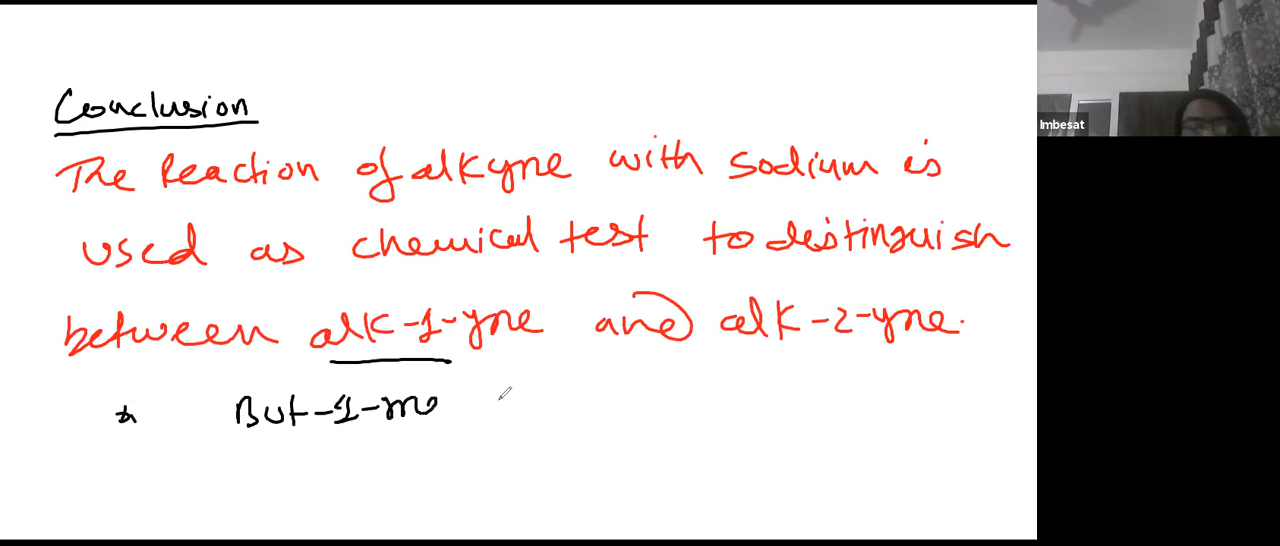 Conclusion
The Reaction of alkyne with sodium is
used as chemical test to distinguish
between alk-1-yne and alk-2-yne.
* But-1-
Imbesat